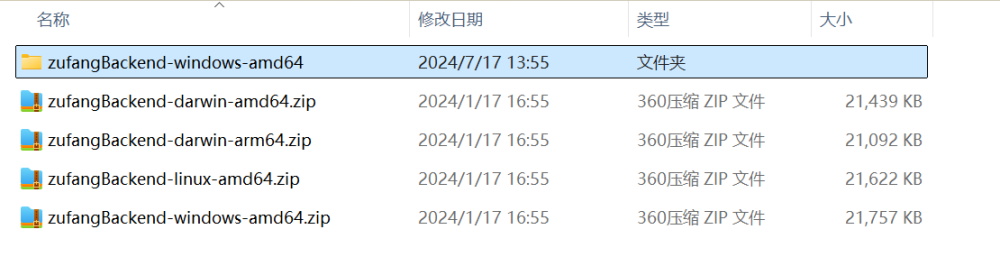 名称 修改日期 类型 大小
zufangBackend-windows-amd64 2024/7/17 13:55 文件夹
zufangBackend-darwin-amd64.zip 2024/1/17 16:55 360压缩 ZIP 文件 21,439 KB
zufangBackend-darwin-arm64.zip 2024/1/17 16:55 360压缩 ZIP 文件 21,092 KB
zufangBackend-linux-amd64.zip 2024/1/17 16:55 360压缩 ZIP 文件 21,622 KB
zufangBackend-windows-amd64.zip 2024/1/17 16:55 360压缩 ZIP 文件 21,757 KB